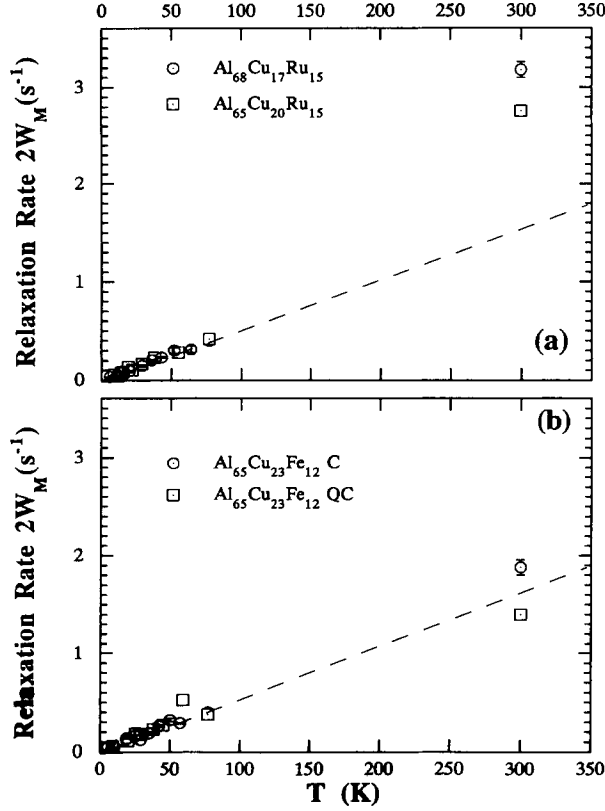 0 50 100 150 200 250 300 350
Relaxation Rate 2W_M(s⁻¹)
3
2
1
0
Al₆₈Cu₁₇Ru₁₅
Al₆₅Cu₂₀Ru₁₅
(a)
(b)
Relaxation Rate 2W_M(s⁻¹)
3
2
1
0
Al₆₅Cu₂₃Fe₁₂ C
Al₆₅Cu₂₃Fe₁₂ QC
0 50 100 150 200 250 300 350
T (K)